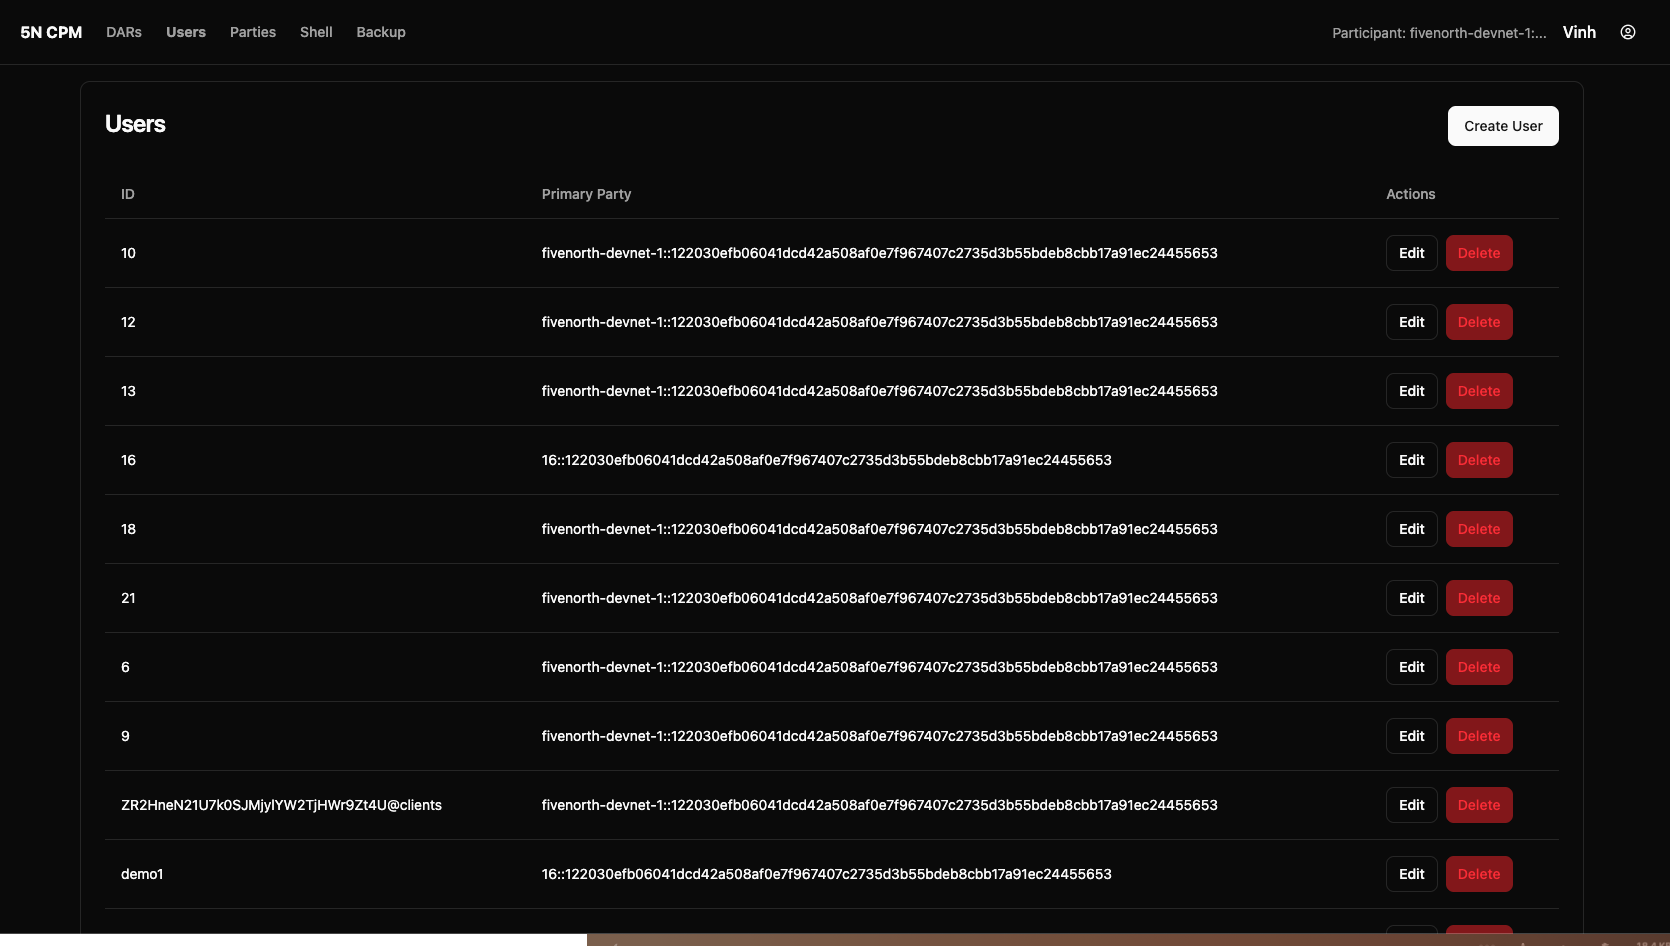 5N CPM DARs Users Parties Shell Backup Participant: fivenorth-devnet-1:... Vinh
Users
Create User
ID Primary Party Actions
10 fivenorth-devnet-1::122030efb06041dcd42a508af0e7f967407c2735d3b55bdeb8cbb17a91ec24455653 Edit Delete
12 fivenorth-devnet-1::122030efb06041dcd42a508af0e7f967407c2735d3b55bdeb8cbb17a91ec24455653 Edit Delete
13 fivenorth-devnet-1::122030efb06041dcd42a508af0e7f967407c2735d3b55bdeb8cbb17a91ec24455653 Edit Delete
16 16::122030efb06041dcd42a508af0e7f967407c2735d3b55bdeb8cbb17a91ec24455653 Edit Delete
18 fivenorth-devnet-1::122030efb06041dcd42a508af0e7f967407c2735d3b55bdeb8cbb17a91ec24455653 Edit Delete
21 fivenorth-devnet-1::122030efb06041dcd42a508af0e7f967407c2735d3b55bdeb8cbb17a91ec24455653 Edit Delete
6 fivenorth-devnet-1::122030efb06041dcd42a508af0e7f967407c2735d3b55bdeb8cbb17a91ec24455653 Edit Delete
9 fivenorth-devnet-1::122030efb06041dcd42a508af0e7f967407c2735d3b55bdeb8cbb17a91ec24455653 Edit Delete
ZR2HneN21U7k0SJMjylYW2TjHWr9Zt4U@clients fivenorth-devnet-1::122030efb06041dcd42a508af0e7f967407c2735d3b55bdeb8cbb17a91ec24455653 Edit Delete
demo1 16::122030efb06041dcd42a508af0e7f967407c2735d3b55bdeb8cbb17a91ec24455653 Edit Delete